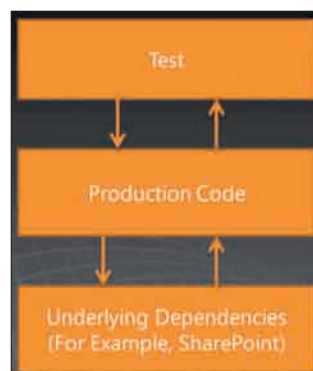 Test
Production Code
Underlying Dependencies
(For Example, SharePoint)